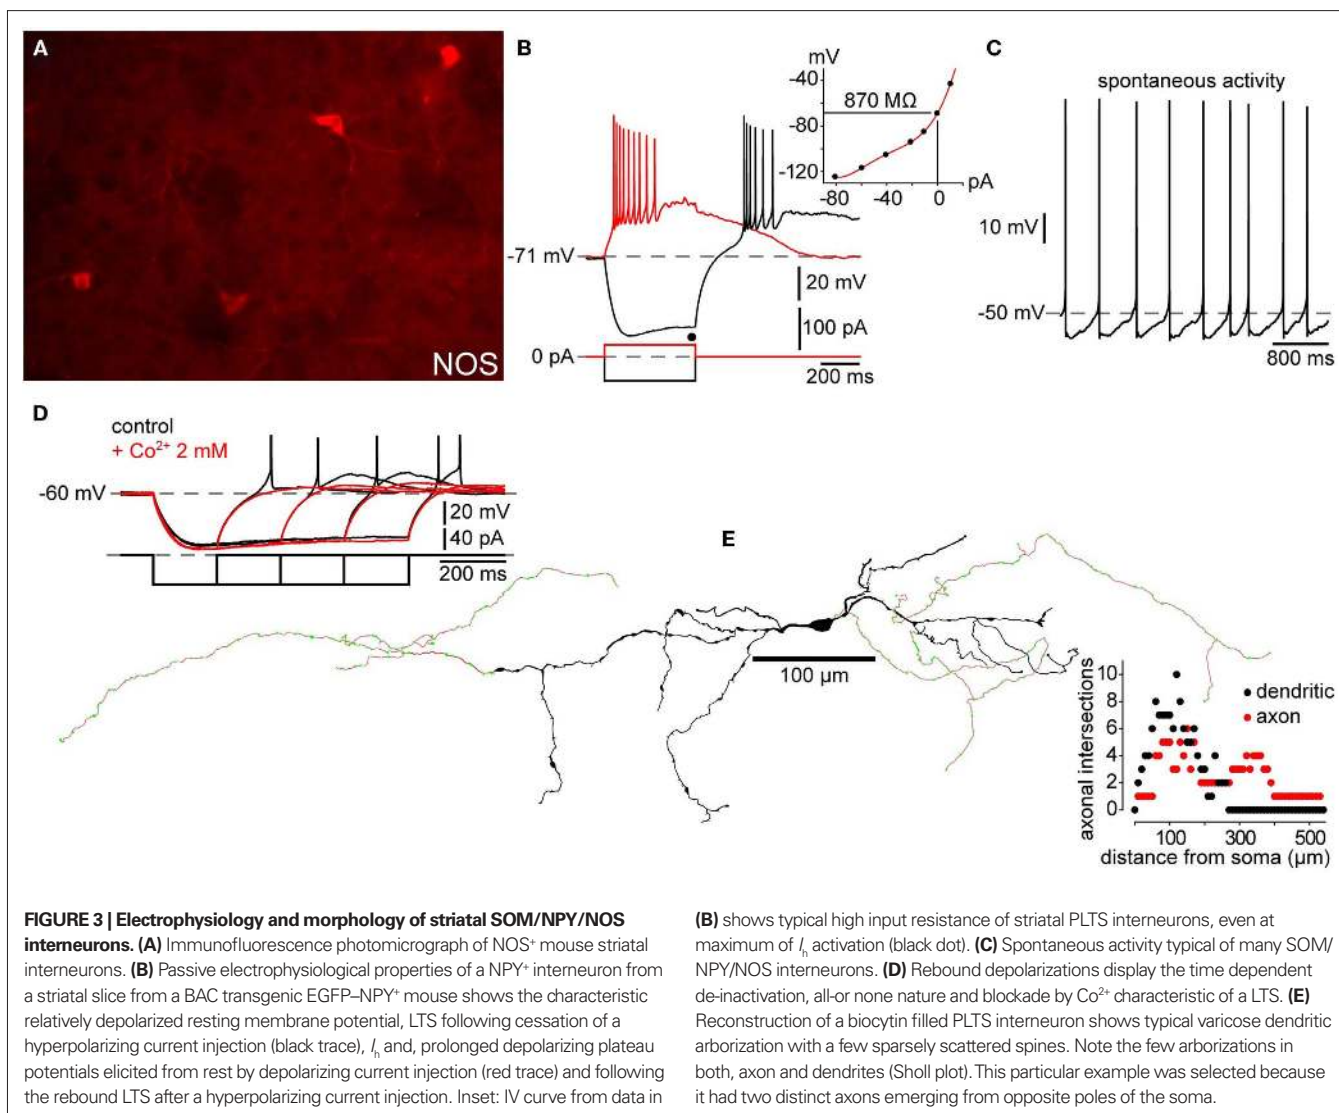 A
NOS
B
mV
-40
870 MΩ
-80
-120
-80
-40
0
pA
-71 mV
20 mV
100 pA
0 pA
200 ms
C
spontaneous activity
10 mV
-50 mV
800 ms
D
control
+ Co²⁺ 2 mM
-60 mV
20 mV
40 pA
200 ms
E
100 µm
axonal intersections
10
8
6
4
2
0
dendritic
axon
100
300
500
distance from soma (µm)
FIGURE 3 | Electrophysiology and morphology of striatal SOM/NPY/NOS
interneurons. (A) Immunofluorescence photomicrograph of NOS⁺ mouse striatal
interneurons. (B) Passive electrophysiological properties of a NPY⁺ interneuron from
a striatal slice from a BAC transgenic EGFP–NPY⁺ mouse shows the characteristic
relatively depolarized resting membrane potential, LTS following cessation of a
hyperpolarizing current injection (black trace), Iₕ and, prolonged depolarizing plateau
potentials elicited from rest by depolarizing current injection (red trace) and following
the rebound LTS after a hyperpolarizing current injection. Inset: IV curve from data in
(B) shows typical high input resistance of striatal PLTS interneurons, even at
maximum of Iₕ activation (black dot). (C) Spontaneous activity typical of many SOM/
NPY/NOS interneurons. (D) Rebound depolarizations display the time dependent
de-inactivation, all-or none nature and blockade by Co²⁺ characteristic of a LTS. (E)
Reconstruction of a biocytin filled PLTS interneuron shows typical varicose dendritic
arborization with a few sparsely scattered spines. Note the few arborizations in
both, axon and dendrites (Sholl plot). This particular example was selected because
it had two distinct axons emerging from opposite poles of the soma.